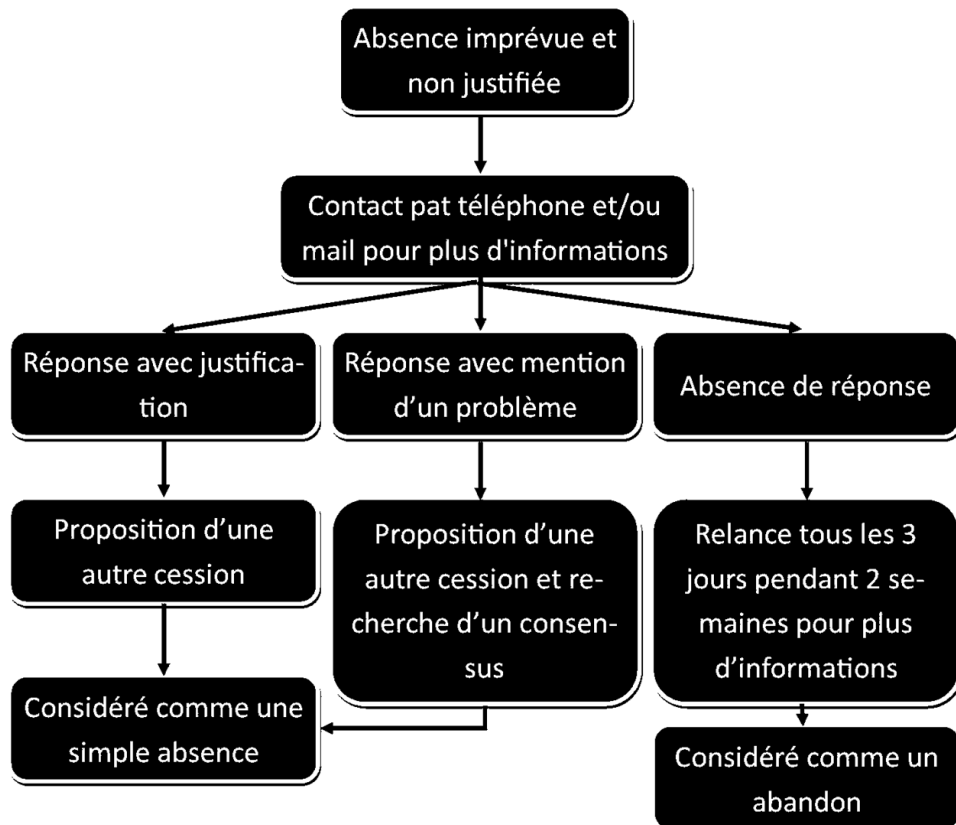 Absence imprévue et
non justifiée
Contact pat téléphone et/ou
mail pour plus d'informations
Réponse avec justifica-
tion
Réponse avec mention
d’un problème
Absence de réponse
Proposition d’une
autre cession
Proposition d’une
autre cession et re-
cherche d’un consen-
sus
Relance tous les 3
jours pendant 2 se-
maines pour plus
d’informations
Considéré comme une
simple absence
Considéré comme un
abandon